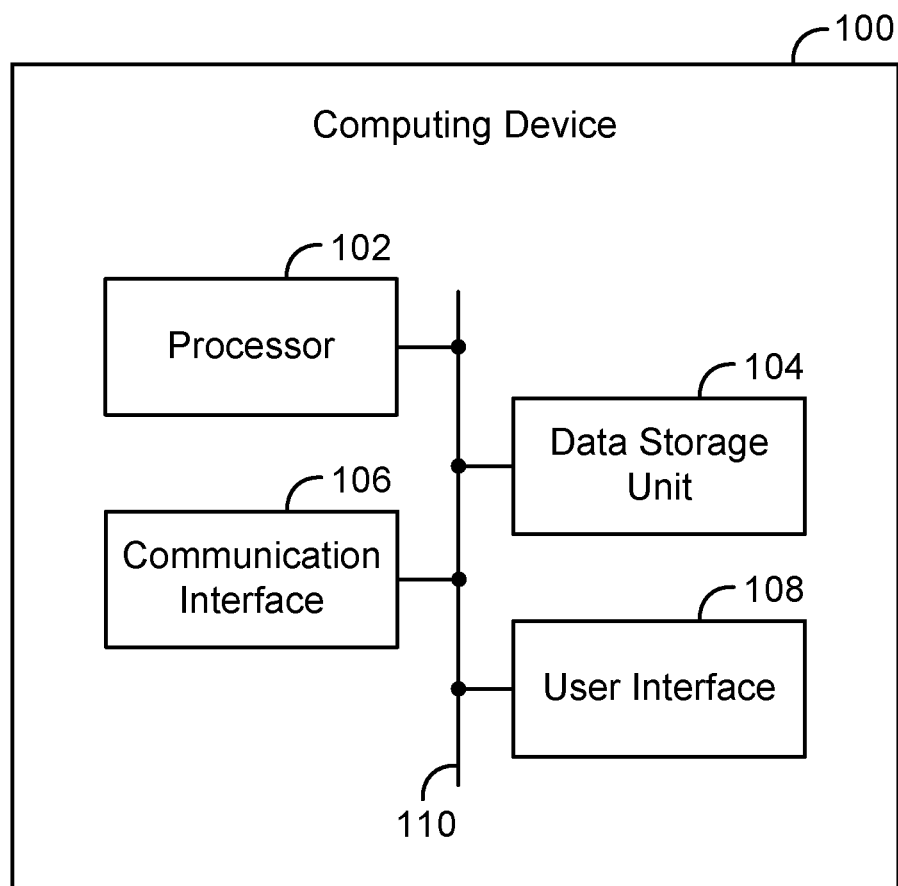 100
Computing Device
102
Processor
104
Data Storage
Unit
106
Communication
Interface
108
User Interface
110